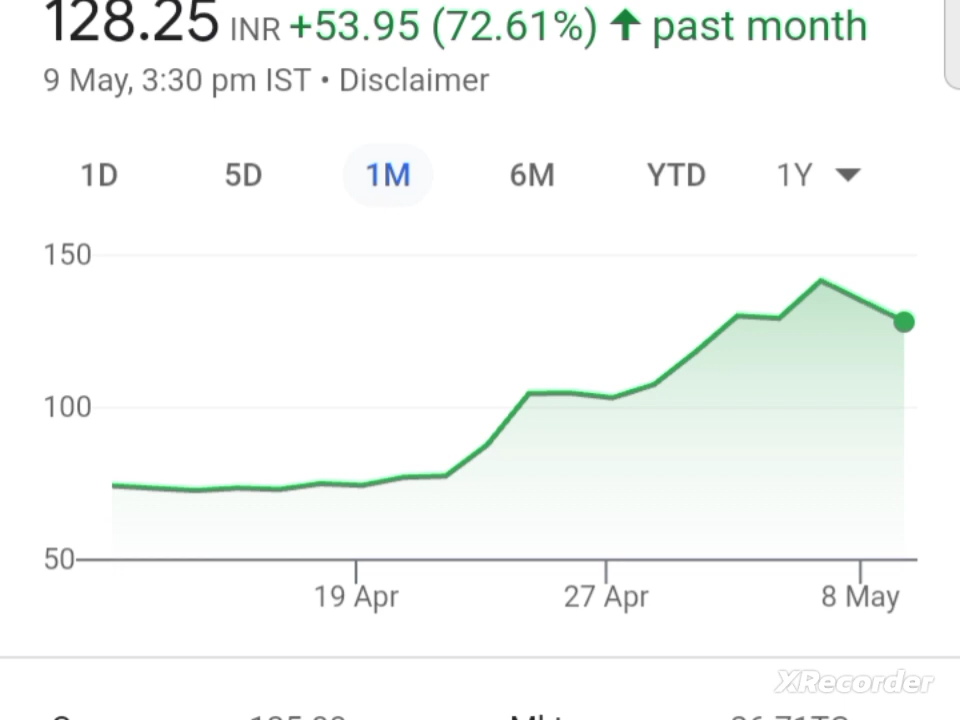 128.25 INR +53.95 (72.61%) ↑ past month
9 May, 3:30 pm IST • Disclaimer
1D 5D 1M 6M YTD 1Y
150
100
50
19 Apr 27 Apr 8 May
XRecorder